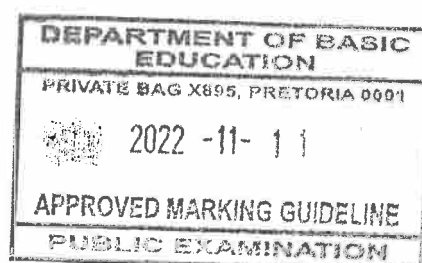 DEPARTMENT OF BASIC
EDUCATION
PRIVATE BAG X895, PRETORIA 0001
2022 -11- 11
APPROVED MARKING GUIDELINE
PUBLIC EXAMINATION